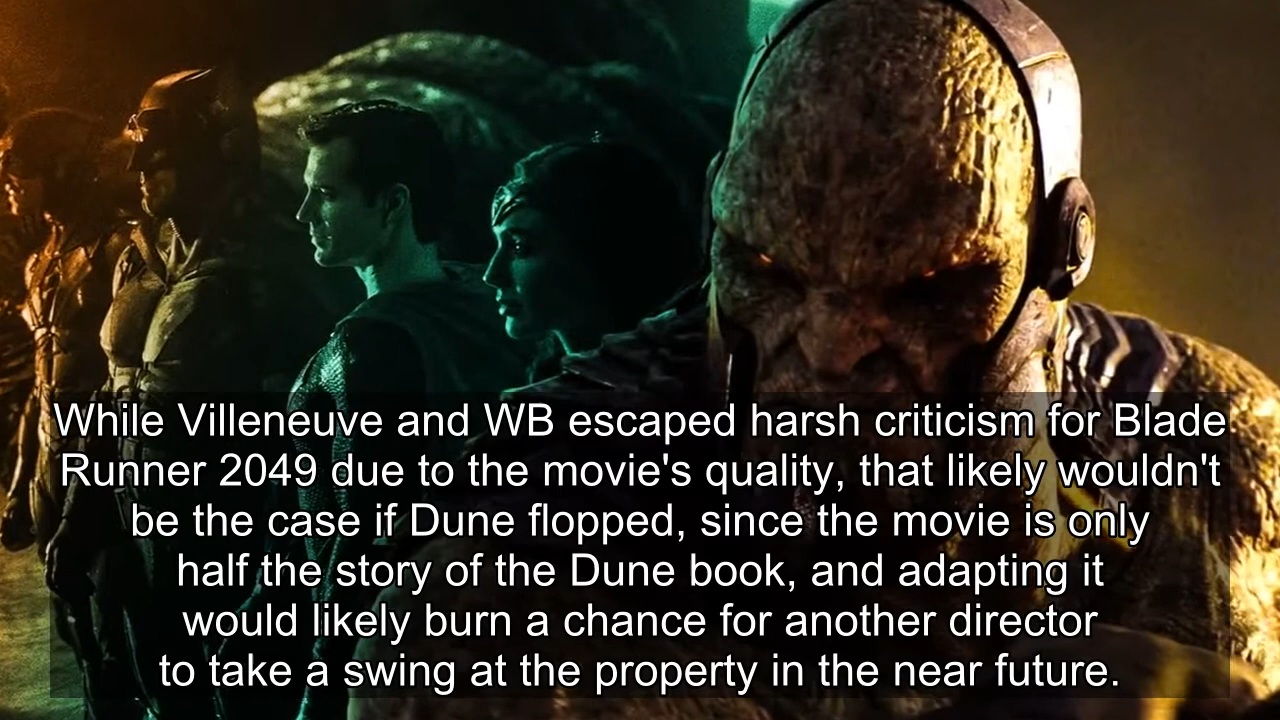 While Villeneuve and WB escaped harsh criticism for Blade
Runner 2049 due to the movie's quality, that likely wouldn't
be the case if Dune flopped, since the movie is only
half the story of the Dune book, and adapting it
would likely burn a chance for another director
to take a swing at the property in the near future.